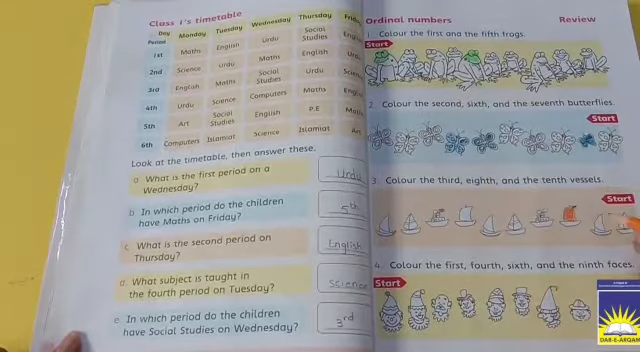 Class i's timetable
Day Monday Tuesday Wednesday Thursday Friday
Period
1st Maths English Urdu Social Studies English
2nd Science Urdu Maths English Urdu
3rd English Maths Social Studies Urdu Science
4th Urdu Science Computers Maths English
5th Art Social Studies English P.E Maths
6th Computers Islamiat Science Islamiat Art
Look at the timetable, then answer these.
a What is the first period on a
Wednesday?
Urdu
b In which period do the children
have Maths on Friday?
5th
c What is the second period on
Thursday?
English
d. What subject is taught in
the fourth period on Tuesday?
Science
e. In which period do the children
have Social Studies on Wednesday?
3rd
Ordinal numbers Review
1 Colour the first and the fifth frogs.
Start
2. Colour the second, sixth, and the seventh butterflies.
Start
3. Colour the third, eighth, and the tenth vessels.
Start
4. Colour the first, fourth, sixth, and the ninth faces.
Start
DAR-E-ARQAM